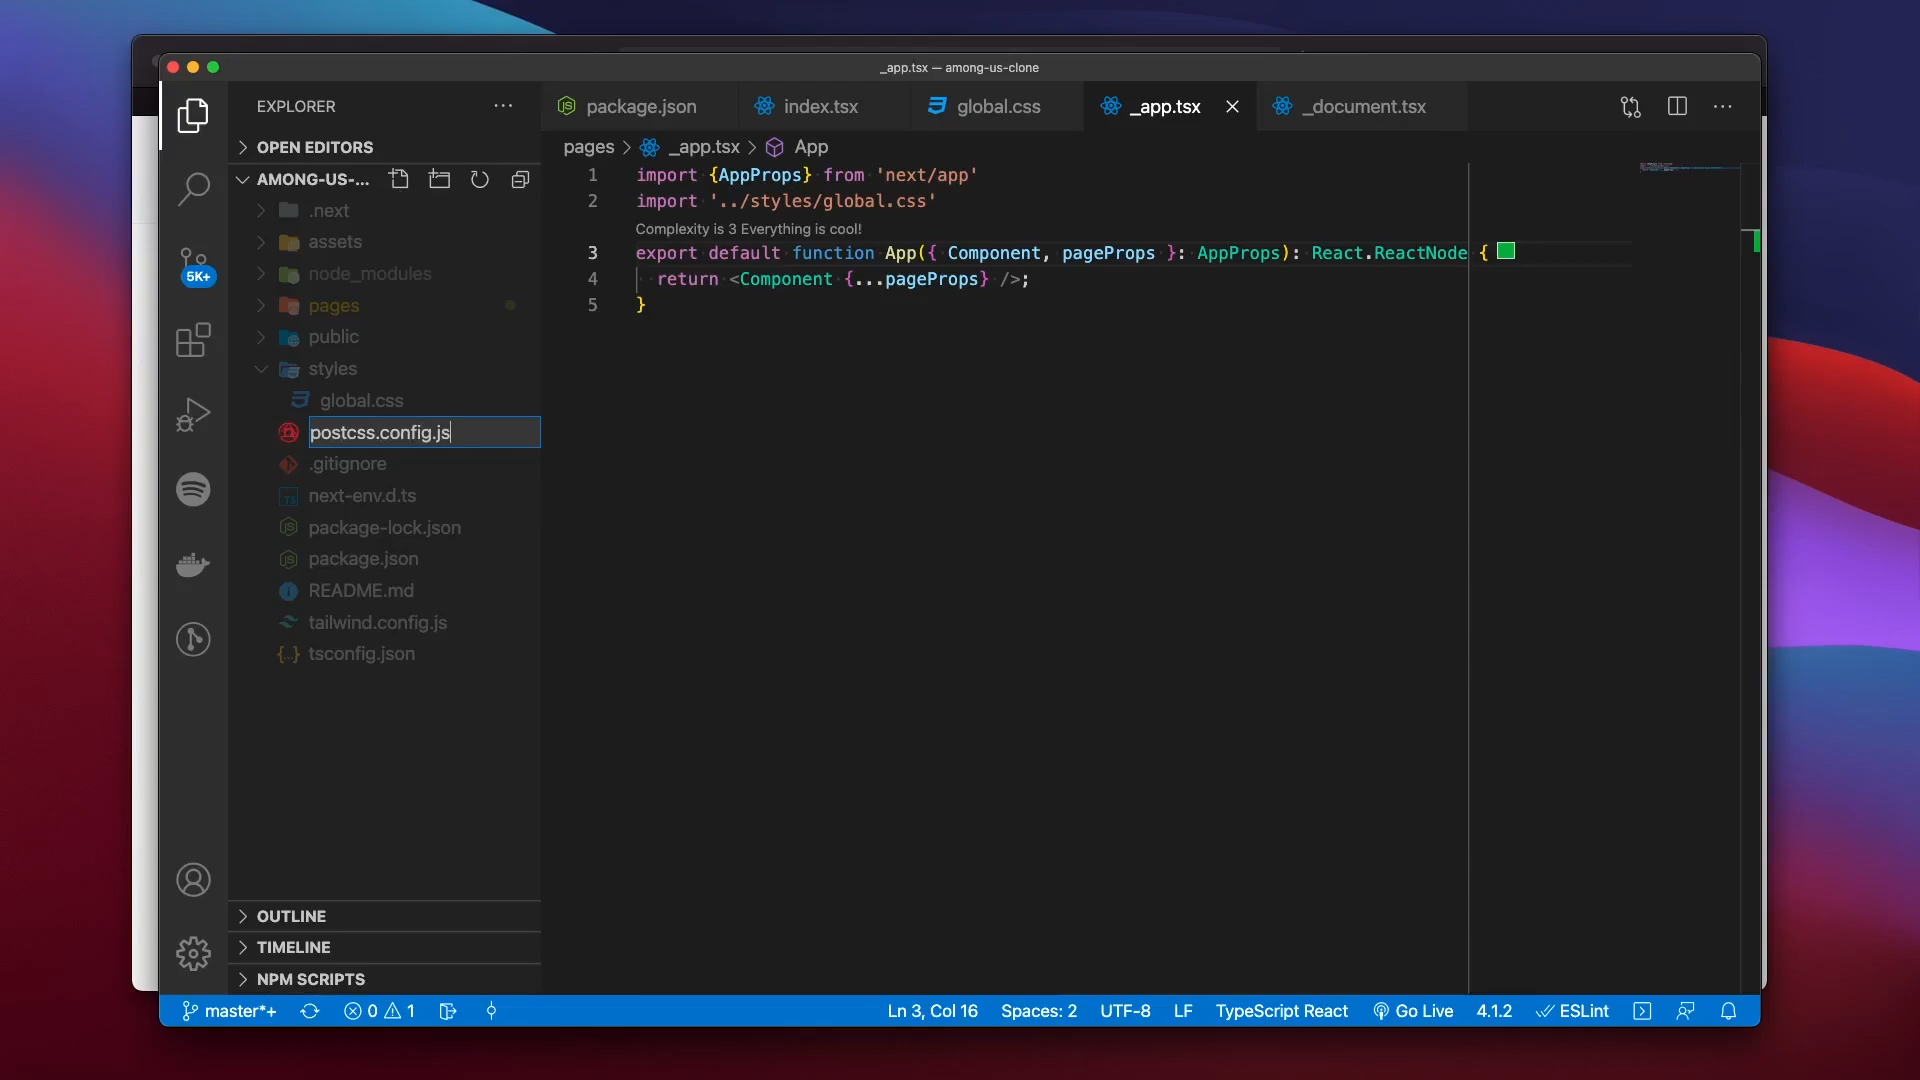 _app.tsx — among-us-clone
EXPLORER
package.json
index.tsx
global.css
_app.tsx
_document.tsx
OPEN EDITORS
pages > _app.tsx > App
AMONG-US-...
.next
assets
node_modules
pages
public
styles
global.css
postcss.config.js
.gitignore
next-env.d.ts
package-lock.json
package.json
README.md
tailwind.config.js
tsconfig.json
5K+
1 import {AppProps} from 'next/app'
2 import '../styles/global.css'
Complexity is 3 Everything is cool!
3 export default function App({ Component, pageProps }: AppProps): React.ReactNode {
4 return <Component {...pageProps} />;
5 }
OUTLINE
TIMELINE
NPM SCRIPTS
master*+ 0 1 Ln 3, Col 16 Spaces: 2 UTF-8 LF TypeScript React Go Live 4.1.2 ESLint